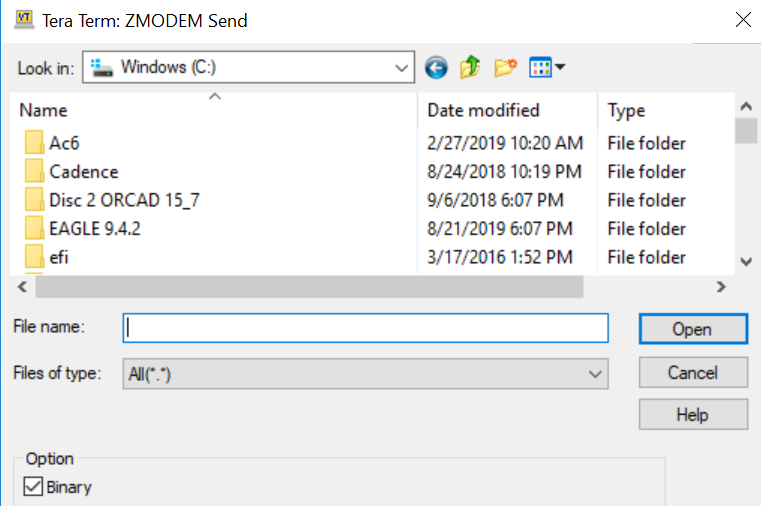 VT Tera Term: ZMODEM Send
Look in: Windows (C:)
Name Date modified Type
Ac6 2/27/2019 10:20 AM File folder
Cadence 8/24/2018 10:19 PM File folder
Disc 2 ORCAD 15_7 9/6/2018 6:07 PM File folder
EAGLE 9.4.2 8/21/2019 6:07 PM File folder
efi 3/17/2016 1:52 PM File folder
File name: Open
Files of type: All(*.*) Cancel
Help
Option
Binary